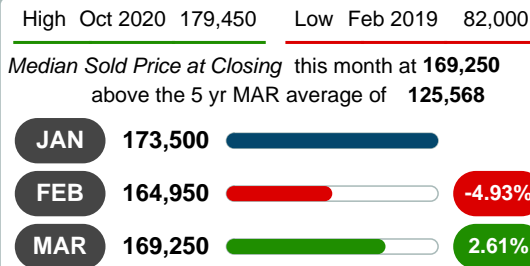 High Oct 2020 179,450 Low Feb 2019 82,000
Median Sold Price at Closing this month at 169,250
above the 5 yr MAR average of 125,568
JAN 173,500
FEB 164,950 -4.93%
MAR 169,250 2.61%